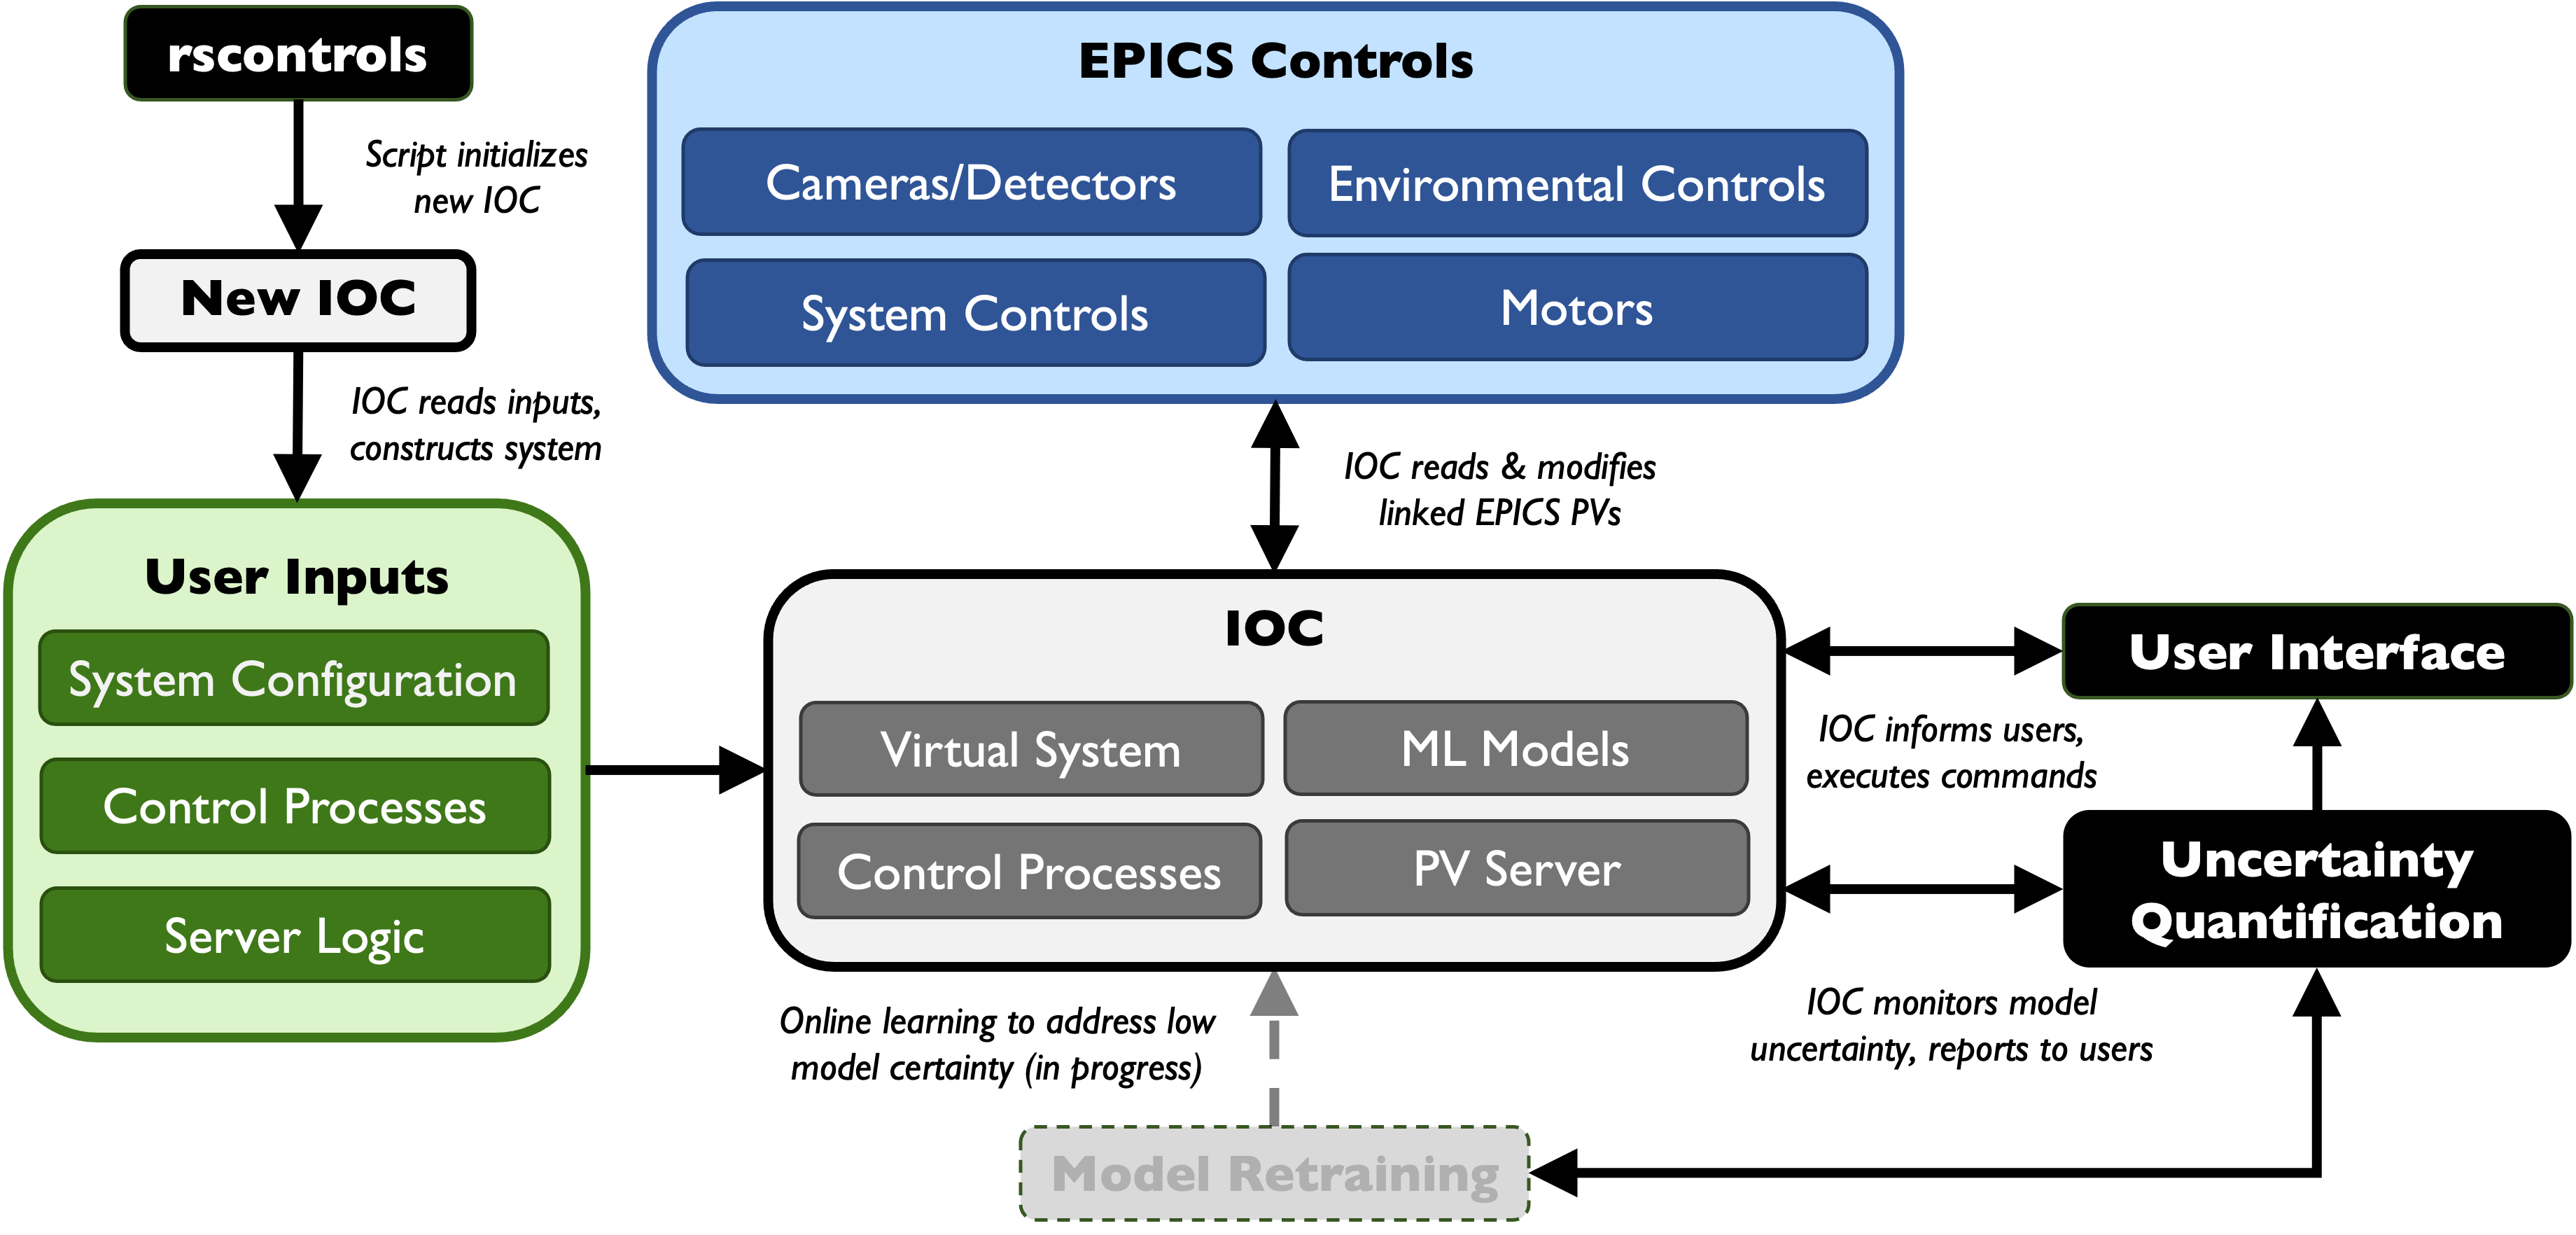 rscontrols
Script initializes
new IOC
New IOC
IOC reads inputs,
constructs system
User Inputs
System Configuration
Control Processes
Server Logic
EPICS Controls
Cameras/Detectors
Environmental Controls
System Controls
Motors
IOC reads & modifies
linked EPICS PVs
IOC
Virtual System
ML Models
Control Processes
PV Server
User Interface
IOC informs users,
executes commands
Uncertainty
Quantification
IOC monitors model
uncertainty, reports to users
Online learning to address low
model certainty (in progress)
Model Retraining